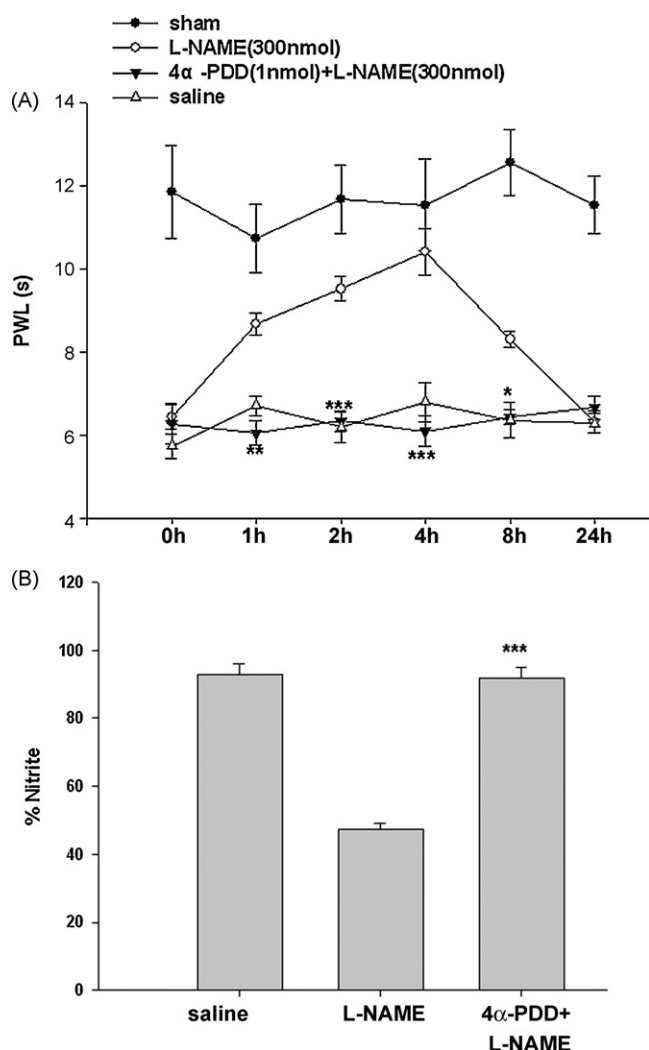 sham
L-NAME(300nmol)
4α -PDD(1nmol)+L-NAME(300nmol)
saline
(A)
14
12
10
8
6
4
PWL (s)
***
*
**
***
0h 1h 2h 4h 8h 24h
(B)
120
100
80
60
40
20
0
% Nitrite
***
saline L-NAME 4α-PDD+
L-NAME